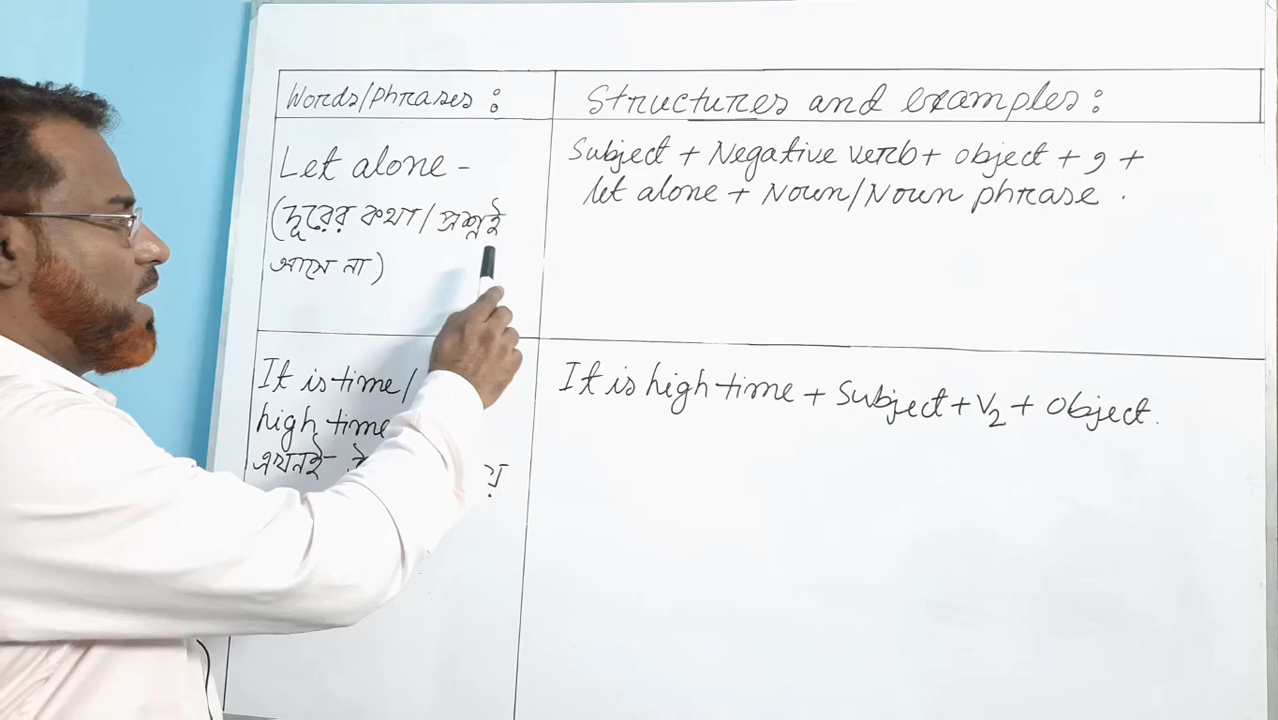 Words/Phrases :
Structures and examples :
Let alone -
(দূরের কথা / প্রশ্নই
আসে না)
Subject + Negative verb + object + , +
let alone + Noun/Noun phrase .
It is time/
high time
এখনই-
It is high time + Subject + V2 + Object.